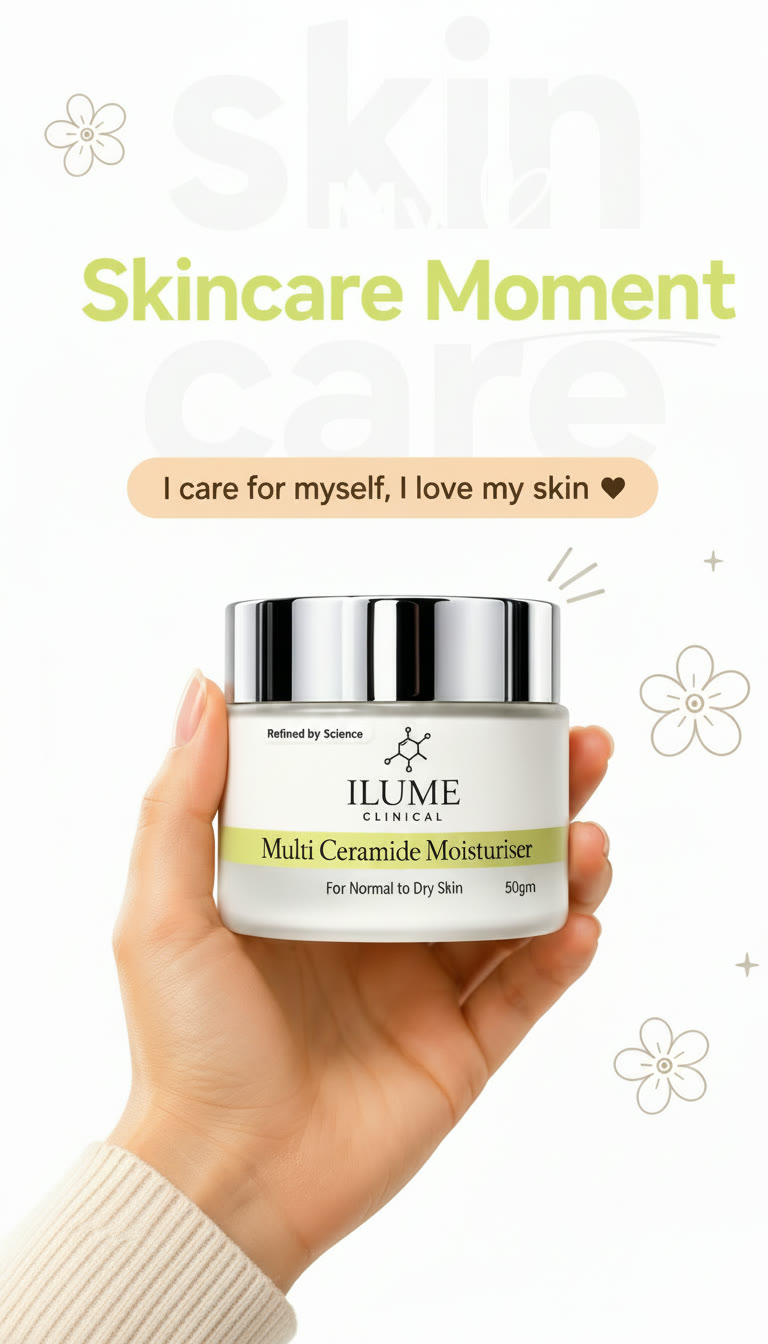 skin
My
Skincare Moment
care
I care for myself, I love my skin ♥
Refined by Science
ILUME
CLINICAL
Multi Ceramide Moisturiser
For Normal to Dry Skin 50gm